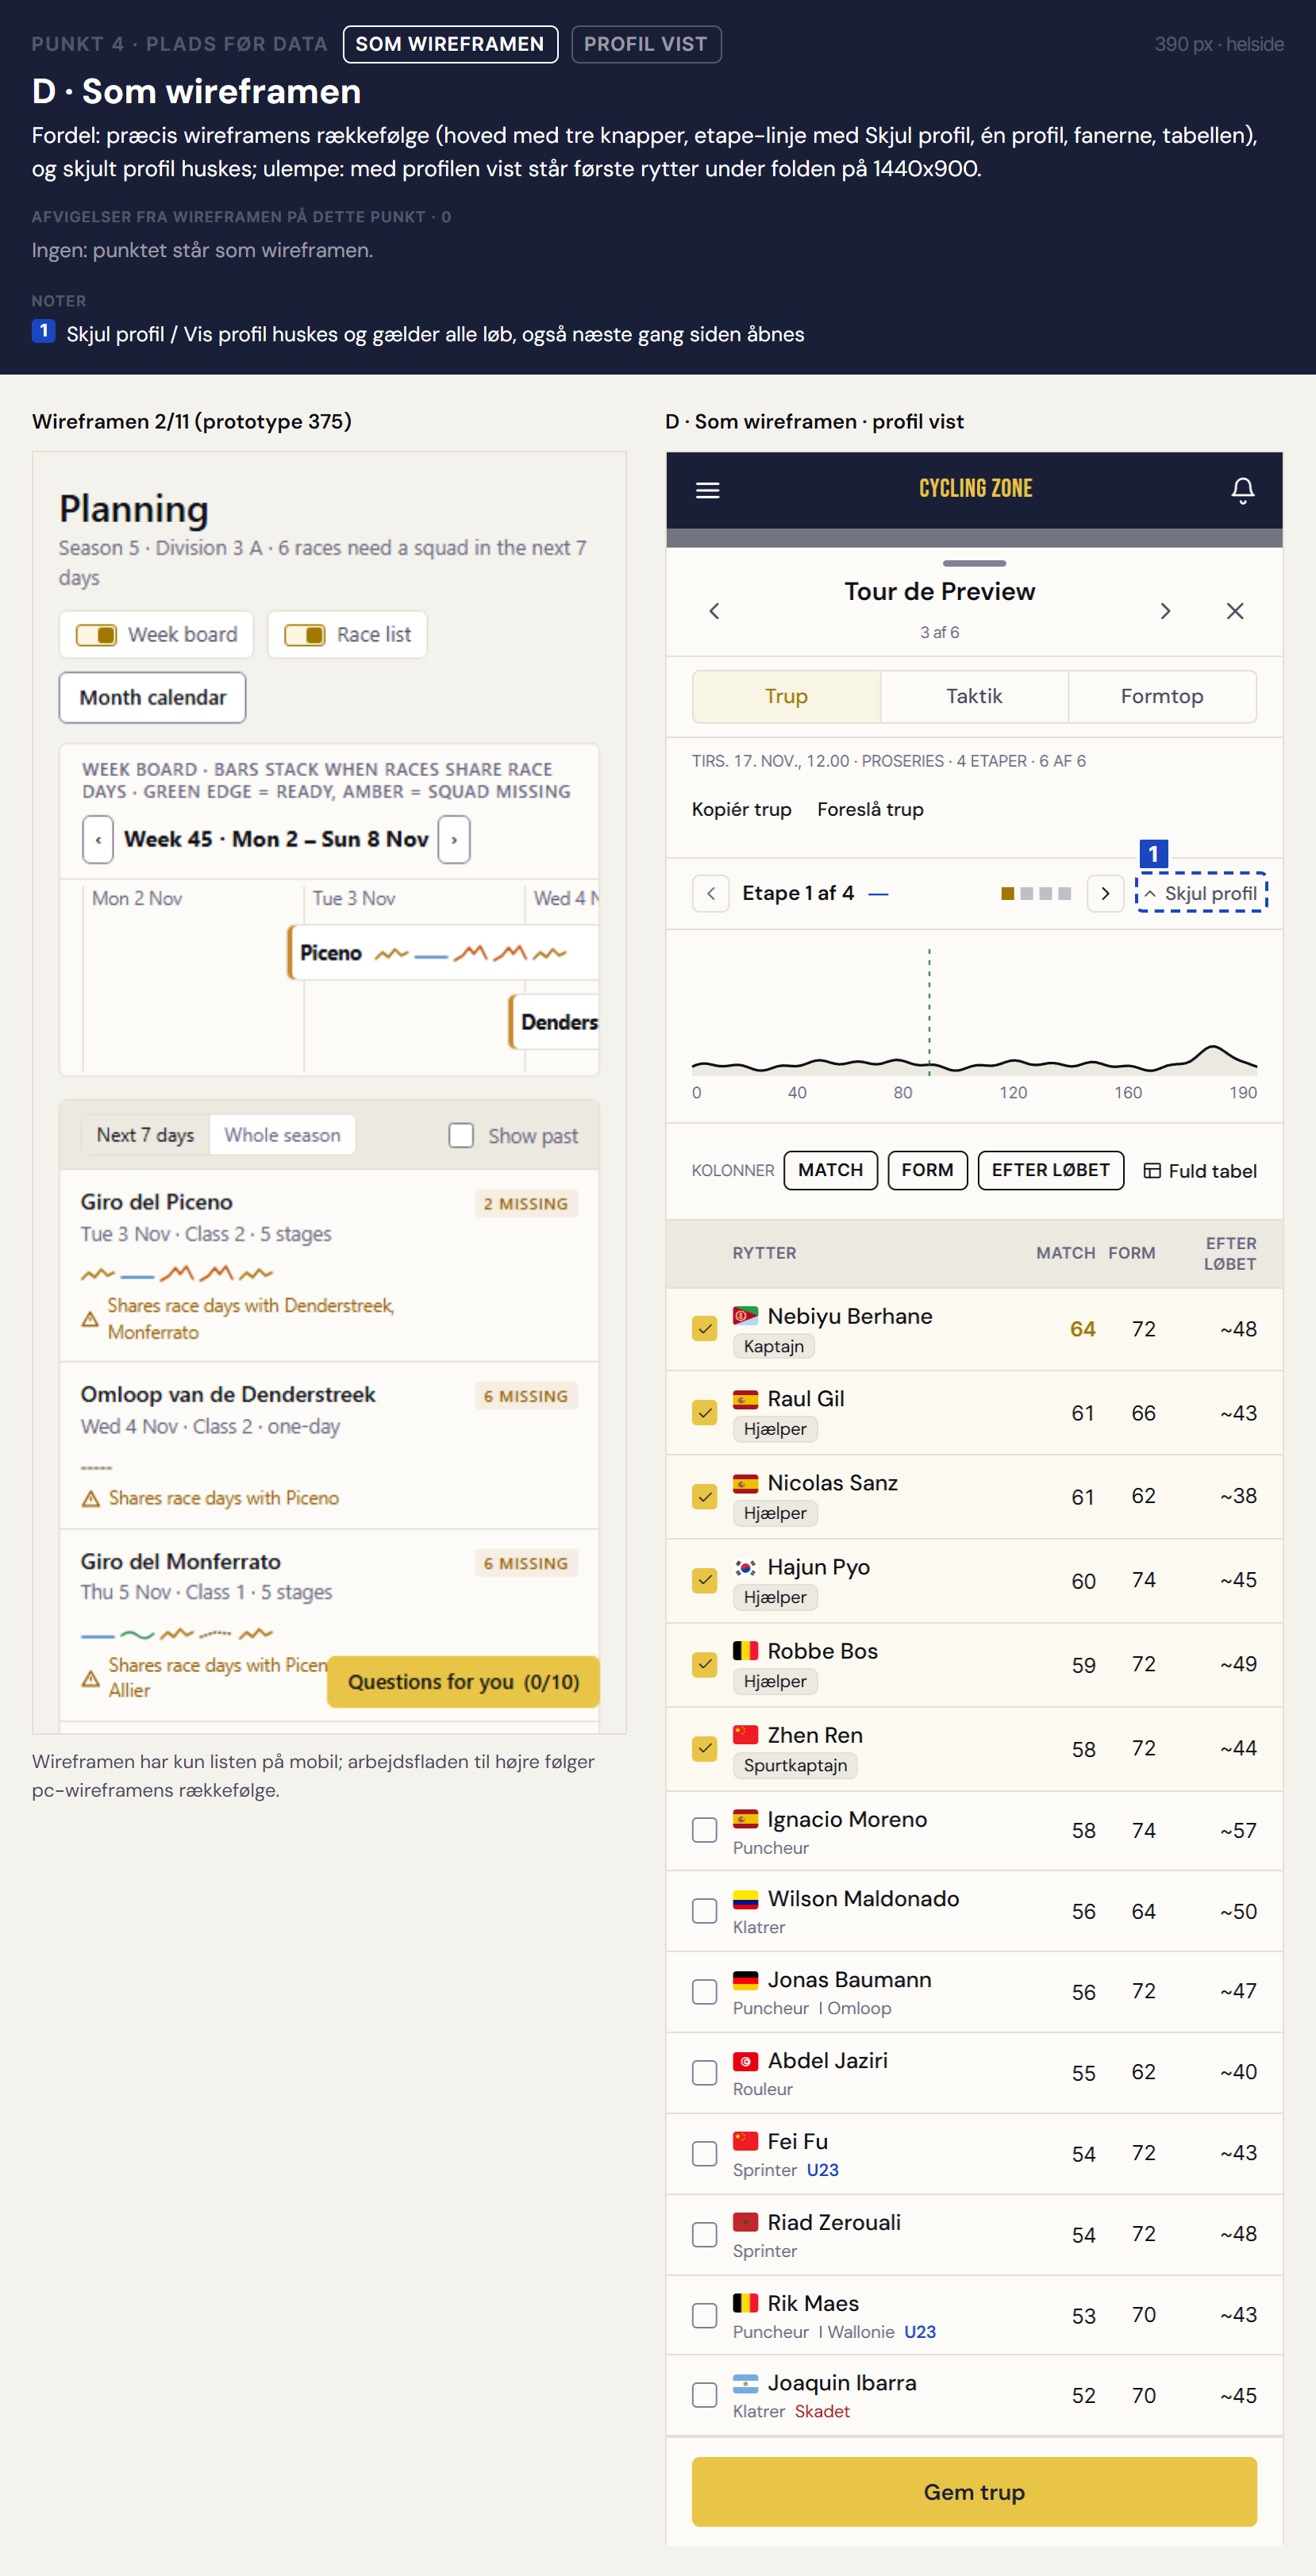 PUNKT 4 · PLADS FØR DATA
SOM WIREFRAMEN
PROFIL VIST
390 px · helside
D · Som wireframen
Fordel: præcis wireframens rækkefølge (hoved med tre knapper, etape-linje med Skjul profil, én profil, fanerne, tabellen),
og skjult profil huskes; ulempe: med profilen vist står første rytter under folden på 1440x900.
AFVIGELSER FRA WIREFRAMEN PÅ DETTE PUNKT · 0
Ingen: punktet står som wireframen.
NOTER
1 Skjul profil / Vis profil huskes og gælder alle løb, også næste gang siden åbnes
Wireframen 2/11 (prototype 375)
Planning
Season 5 · Division 3 A · 6 races need a squad in the next 7
days
Week board
Race list
Month calendar
WEEK BOARD · BARS STACK WHEN RACES SHARE RACE
DAYS · GREEN EDGE = READY, AMBER = SQUAD MISSING
‹ Week 45 · Mon 2 – Sun 8 Nov ›
Mon 2 Nov
Tue 3 Nov
Wed 4 N
Piceno
Denders
Next 7 days
Whole season
Show past
Giro del Piceno
2 MISSING
Tue 3 Nov · Class 2 · 5 stages
Shares race days with Denderstreek,
Monferrato
Omloop van de Denderstreek
6 MISSING
Wed 4 Nov · Class 2 · one-day
Shares race days with Piceno
Giro del Monferrato
6 MISSING
Thu 5 Nov · Class 1 · 5 stages
Shares race days with Picen
Allier
Questions for you (0/10)
Wireframen har kun listen på mobil; arbejdsfladen til højre følger
pc-wireframens rækkefølge.
D · Som wireframen · profil vist
CYCLING ZONE
Tour de Preview
3 af 6
Trup
Taktik
Formtop
TIRS. 17. NOV., 12.00 · PROSERIES · 4 ETAPER · 6 AF 6
Kopiér trup
Foreslå trup
1
Etape 1 af 4
Skjul profil
0 40 80 120 160 190
KOLONNER
MATCH
FORM
EFTER LØBET
Fuld tabel
RYTTER MATCH FORM EFTER
LØBET
Nebiyu Berhane 64 72 ~48
Kaptajn
Raul Gil 61 66 ~43
Hjælper
Nicolas Sanz 61 62 ~38
Hjælper
Hajun Pyo 60 74 ~45
Hjælper
Robbe Bos 59 72 ~49
Hjælper
Zhen Ren 58 72 ~44
Spurtkaptajn
Ignacio Moreno 58 74 ~57
Puncheur
Wilson Maldonado 56 64 ~50
Klatrer
Jonas Baumann 56 72 ~47
Puncheur I Omloop
Abdel Jaziri 55 62 ~40
Rouleur
Fei Fu 54 72 ~43
Sprinter U23
Riad Zerouali 54 72 ~48
Sprinter
Rik Maes 53 70 ~43
Puncheur I Wallonie U23
Joaquin Ibarra 52 70 ~45
Klatrer Skadet
Gem trup